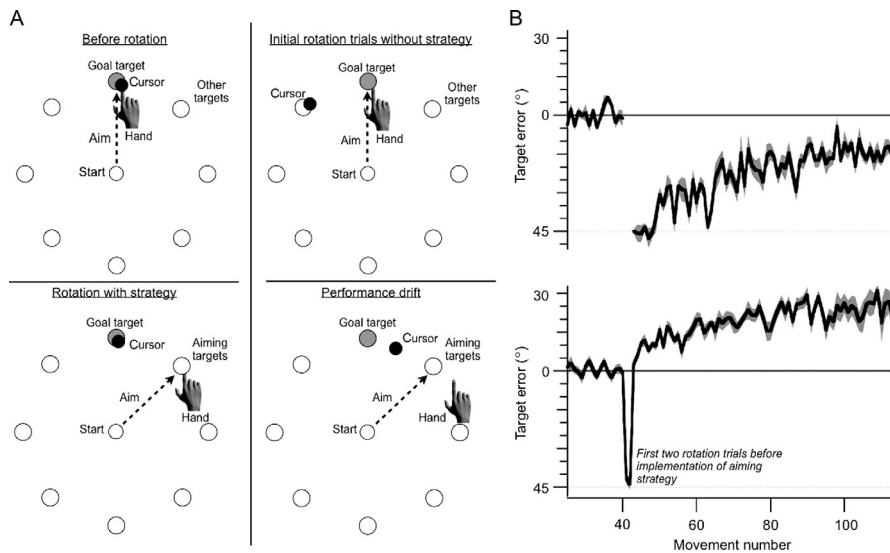 A
Before rotation
Goal target
Cursor
Other
targets
Aim
Hand
Start
Initial rotation trials without strategy
Goal target
Cursor
Other
targets
Aim
Hand
Start
Rotation with strategy
Goal target
Cursor
Aiming
targets
Aim
Hand
Start
Performance drift
Goal target
Cursor
Aiming
targets
Aim
Hand
Start
B
30
0
45
Target error (°)
30
0
45
Target error (°)
First two rotation trials before
implementation of aiming
strategy
40
60
80
100
Movement number